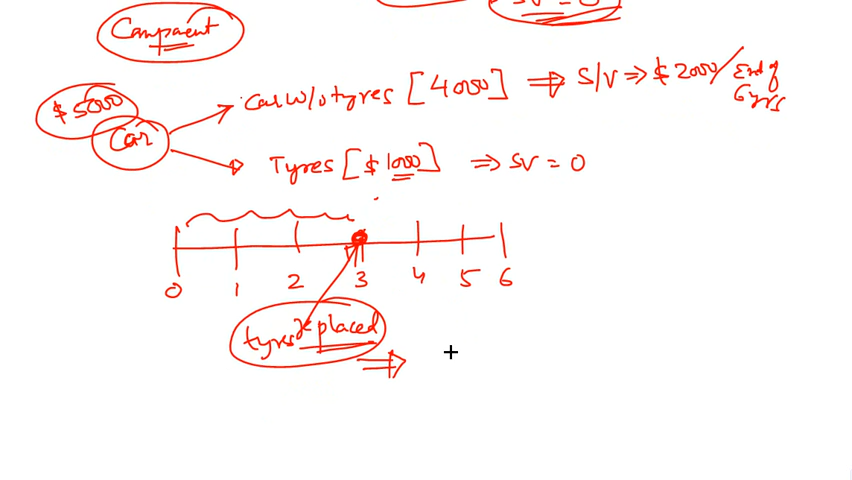 Compaent
$5000
Car
Car w/o tyres [4000] ⇒ S/V ⇒ $2000/ End of 6yrs
Tyres [$1000] ⇒ SV = 0
0 1 2 3 4 5 6
tyres replaced ⇒